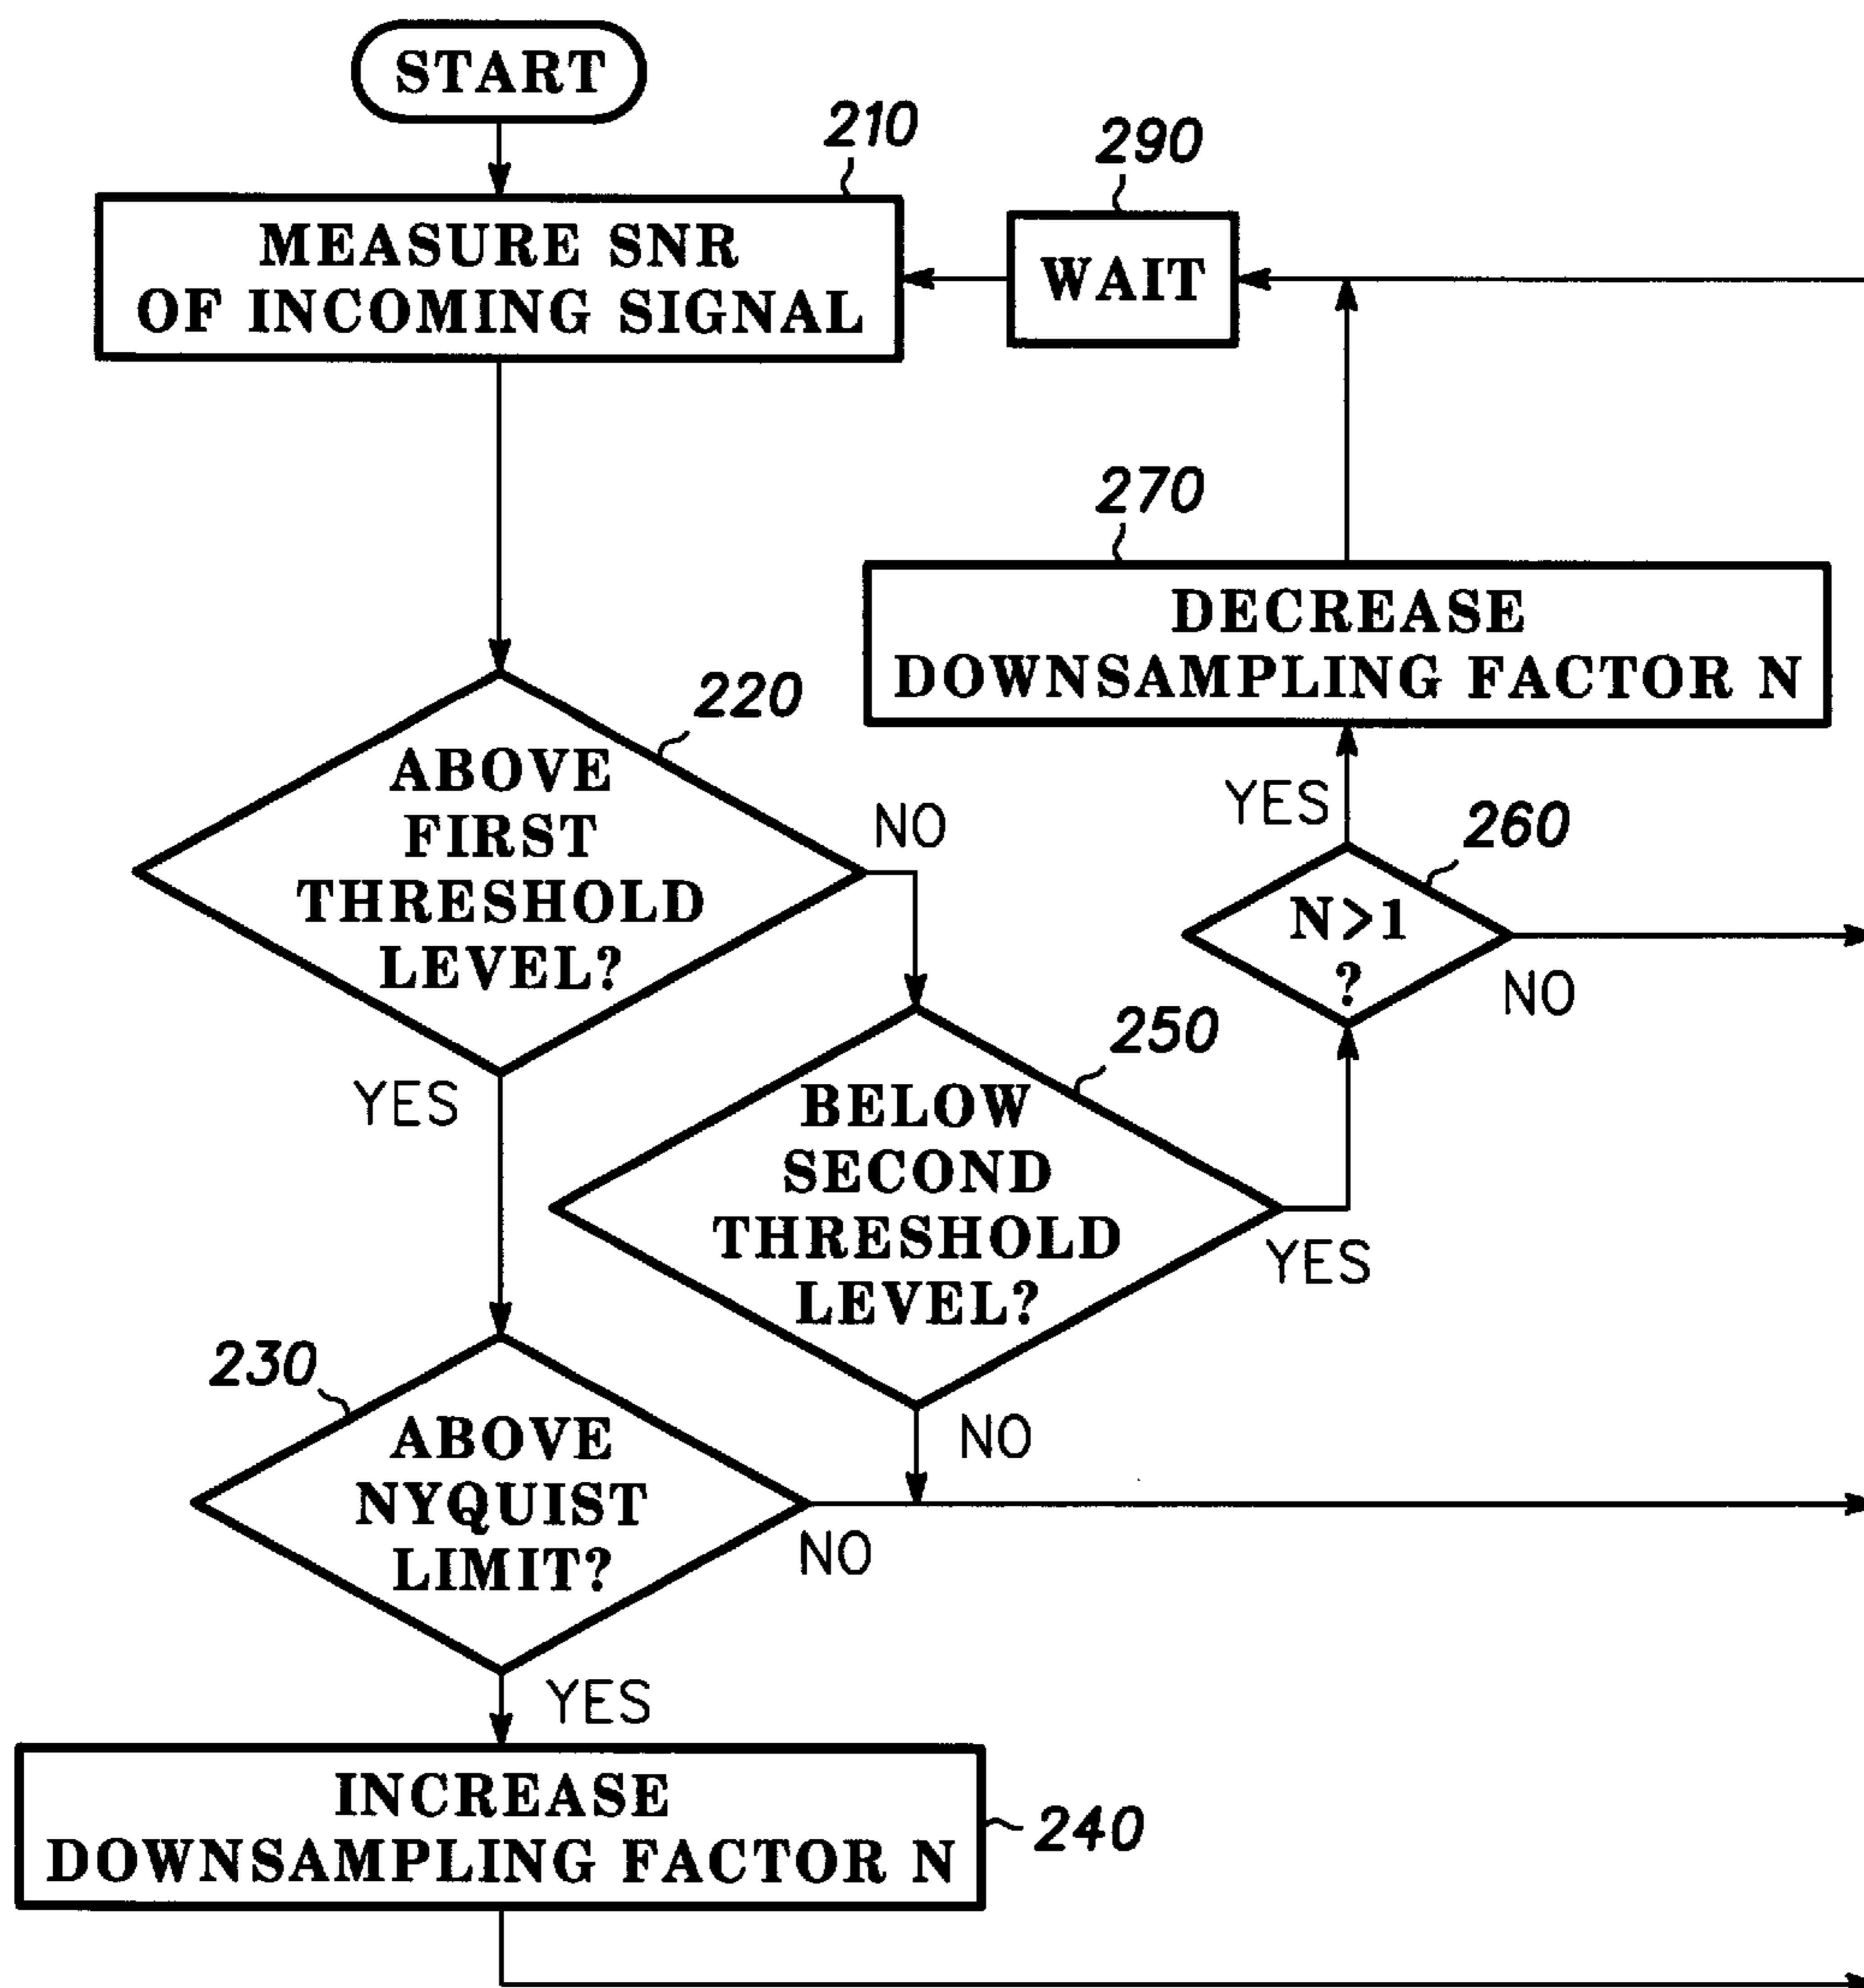 START
210
MEASURE SNR
OF INCOMING SIGNAL
290
WAIT
270
DECREASE
DOWNSAMPLING FACTOR N
220
ABOVE
FIRST
THRESHOLD
LEVEL?
NO
YES
YES
260
N>1
?
NO
250
BELOW
SECOND
THRESHOLD
LEVEL?
YES
NO
230
ABOVE
NYQUIST
LIMIT?
NO
YES
INCREASE
DOWNSAMPLING FACTOR N
240